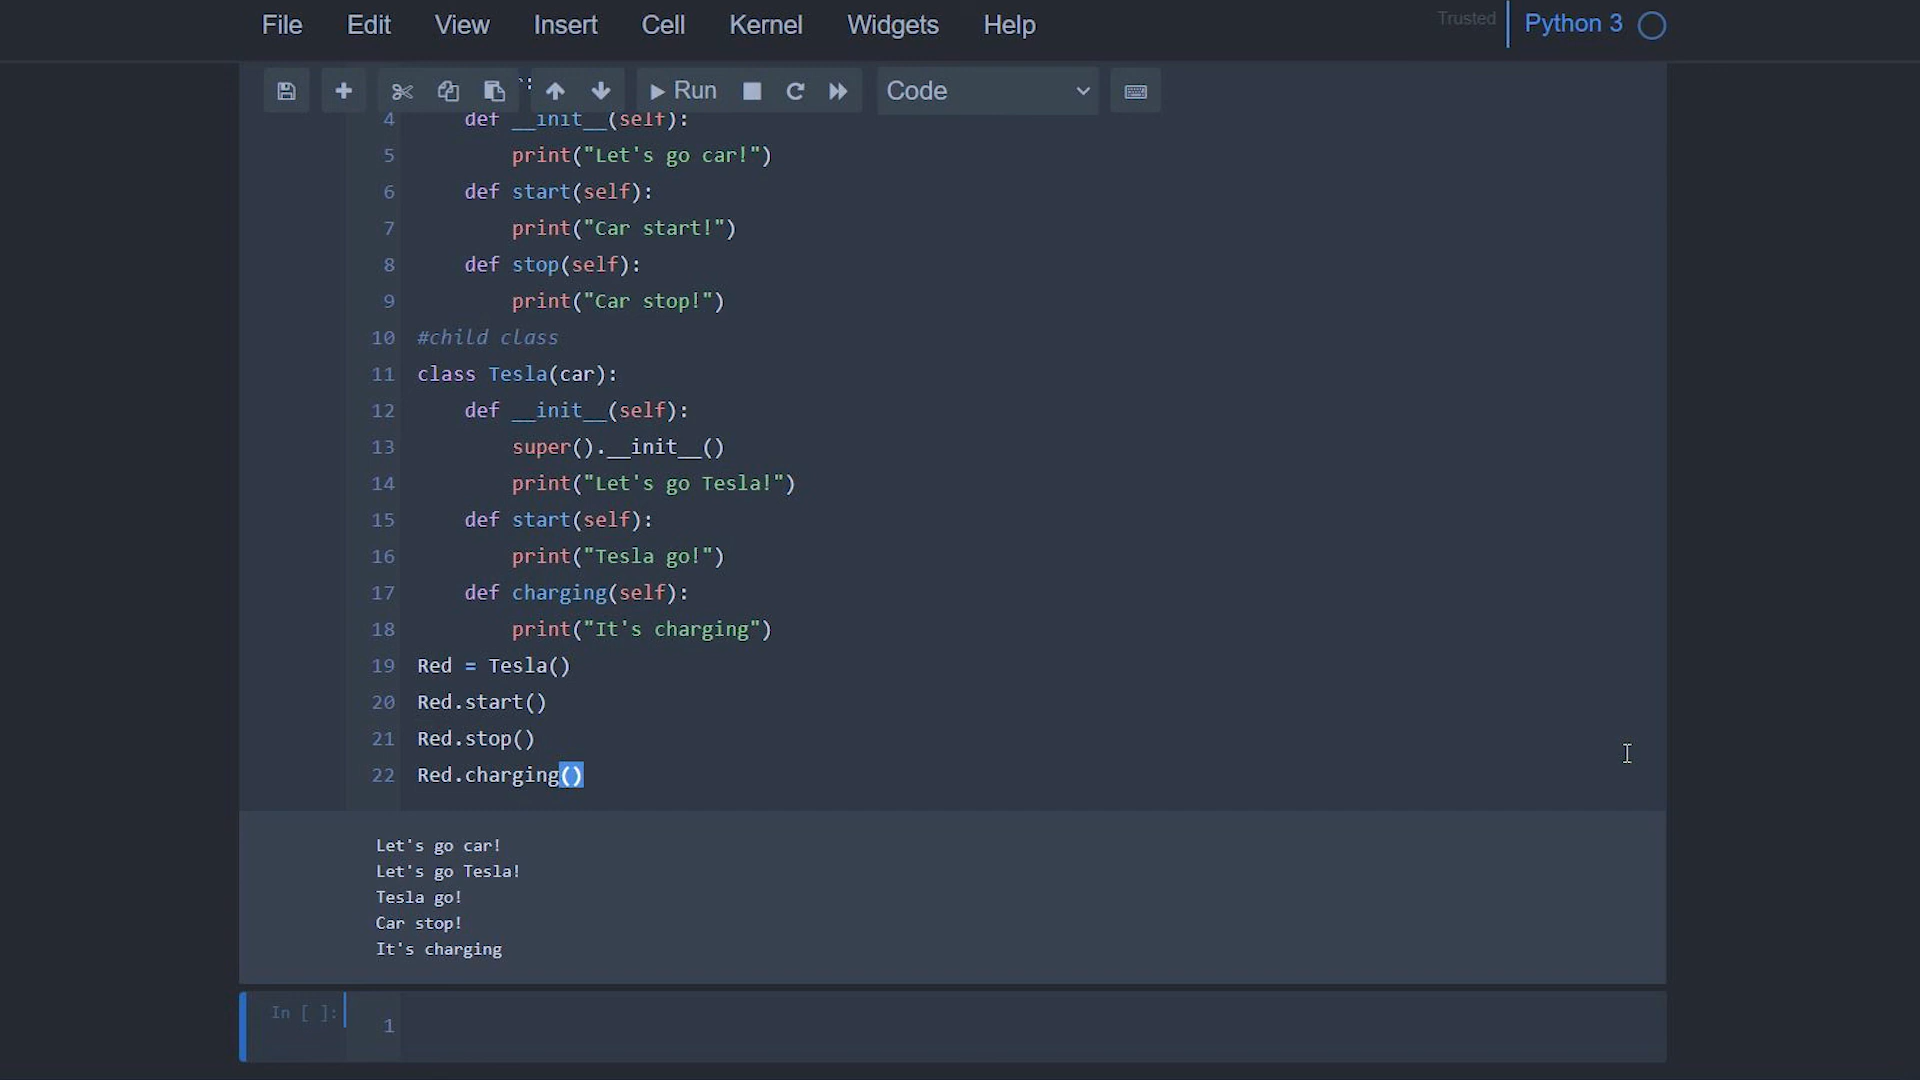 File Edit View Insert Cell Kernel Widgets Help Trusted Python 3
Run Code
4 def __init__(self):
5 print("Let's go car!")
6 def start(self):
7 print("Car start!")
8 def stop(self):
9 print("Car stop!")
10 #child class
11 class Tesla(car):
12 def __init__(self):
13 super().__init__()
14 print("Let's go Tesla!")
15 def start(self):
16 print("Tesla go!")
17 def charging(self):
18 print("It's charging")
19 Red = Tesla()
20 Red.start()
21 Red.stop()
22 Red.charging()
Let's go car!
Let's go Tesla!
Tesla go!
Car stop!
It's charging
In [ ]: 1